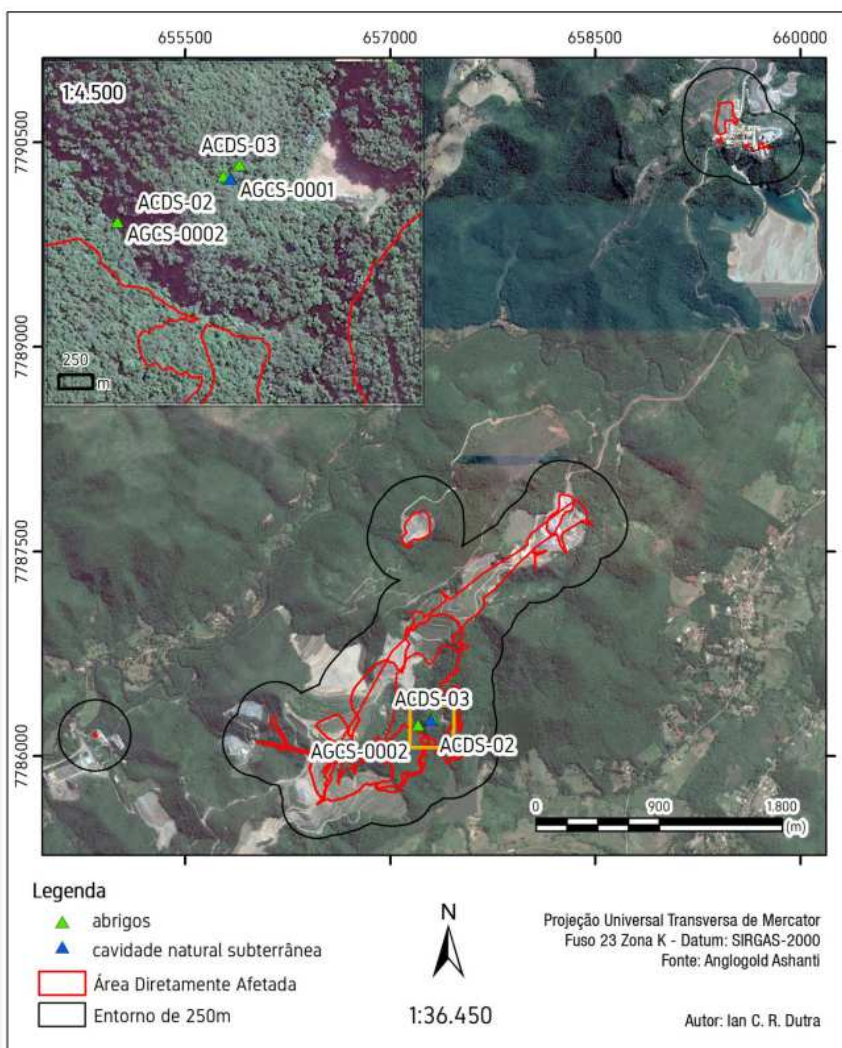 655500 657000 658500 660000
7790500
7789000
7787500
7786000
1:4.500
ACDS-03
AGCS-0001
ACDS-02
AGCS-0002
250
m
ACDS-03
AGCS-0002
ACDS-02
0 900 1.800
(m)
Legenda
abrigos
cavidade natural subterrânea
Área Diretamente Afetada
Entorno de 250m
N
1:36.450
Projeção Universal Transversa de Mercator
Fuso 23 Zona K - Datum: SIRGAS-2000
Fonte: Anglogold Ashanti
Autor: Ian C. R. Dutra